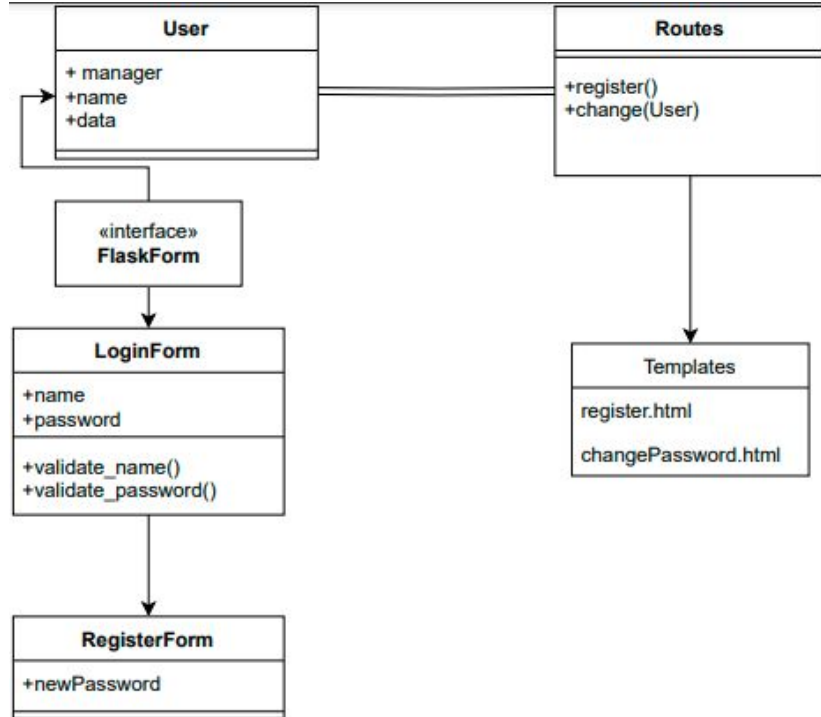 User
+ manager
+name
+data
Routes
+register()
+change(User)
«interface»
FlaskForm
LoginForm
+name
+password
+validate_name()
+validate_password()
Templates
register.html
changePassword.html
RegisterForm
+newPassword